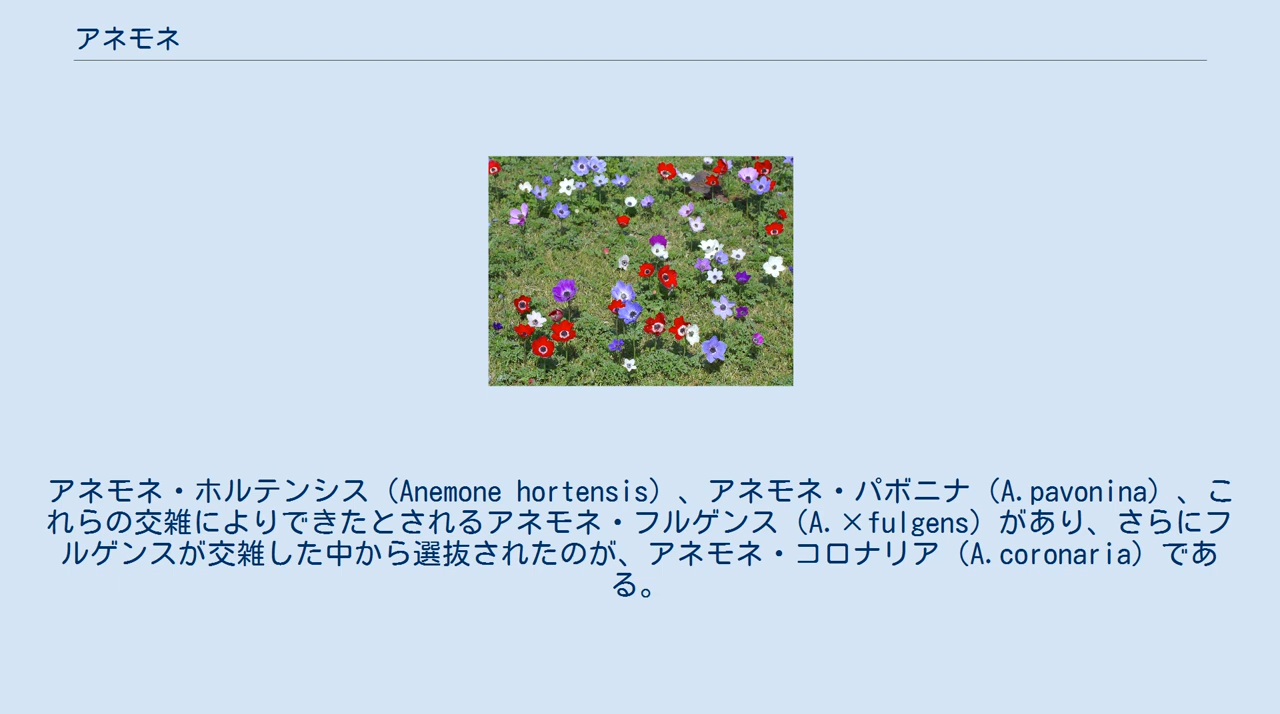 アネモネ
アネモネ・ホルテンシス（Anemone hortensis）、アネモネ・パボニナ（A.pavonina）、こ
れらの交雑によりできたとされるアネモネ・フルゲンス（A.×fulgens）があり、さらにフ
ルゲンスが交雑した中から選抜されたのが、アネモネ・コロナリア（A.coronaria）であ
る。